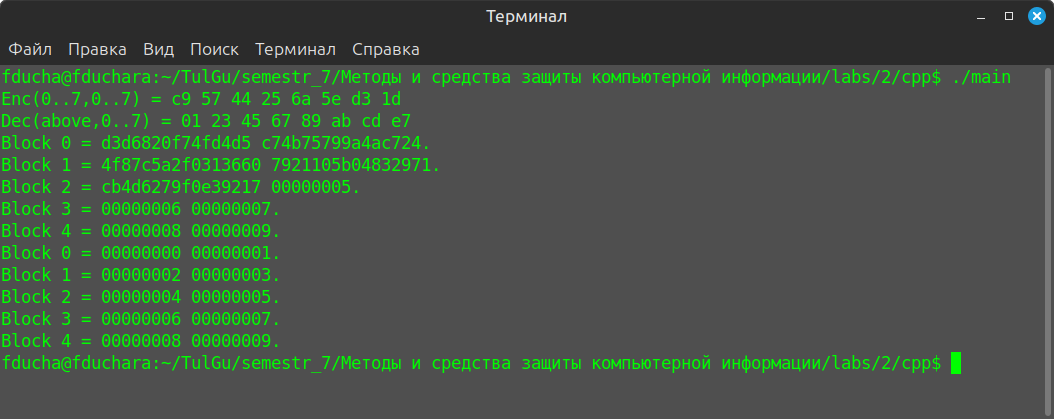 Терминал
Файл Правка Вид Поиск Терминал Справка
fducha@fduchara:~/TulGu/semestr_7/Методы и средства защиты компьютерной информации/labs/2/cpp$ ./main
Enc(0..7,0..7) = c9 57 44 25 6a 5e d3 1d
Dec(above,0..7) = 01 23 45 67 89 ab cd e7
Block 0 = d3d6820f74fd4d5 c74b75799a4ac724.
Block 1 = 4f87c5a2f0313660 7921105b04832971.
Block 2 = cb4d6279f0e39217 00000005.
Block 3 = 00000006 00000007.
Block 4 = 00000008 00000009.
Block 0 = 00000000 00000001.
Block 1 = 00000002 00000003.
Block 2 = 00000004 00000005.
Block 3 = 00000006 00000007.
Block 4 = 00000008 00000009.
fducha@fduchara:~/TulGu/semestr_7/Методы и средства защиты компьютерной информации/labs/2/cpp$